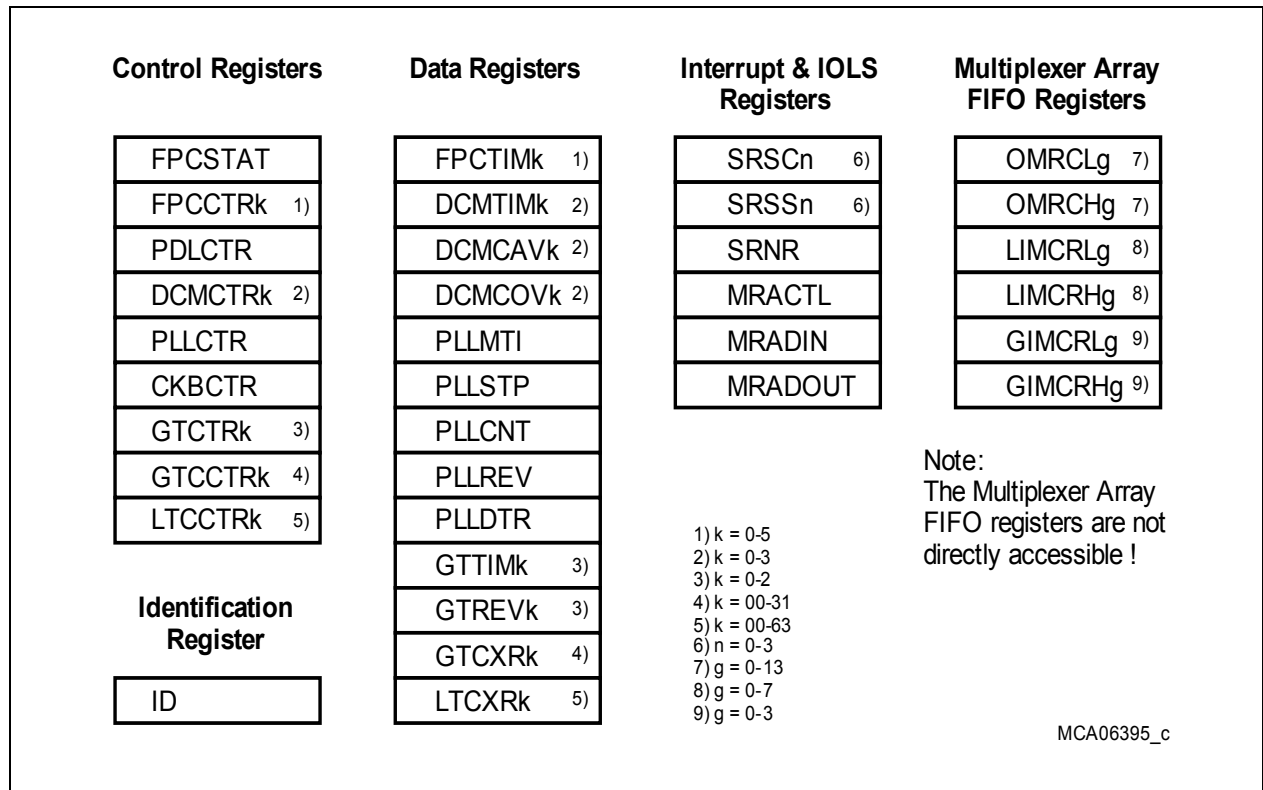 Control Registers
FPCSTAT
FPCCTRk 1)
PDLCTR
DCMCTRk 2)
PLLCTR
CKBCTR
GTCTRk 3)
GTCCTRk 4)
LTCCTRk 5)
Identification
Register
ID
Data Registers
FPCTIMk 1)
DCMTIMk 2)
DCMCAVk 2)
DCMCOVk 2)
PLLMTI
PLLSTP
PLLCNT
PLLREV
PLLDTR
GTTIMk 3)
GTREVk 3)
GTCXRk 4)
LTCXRk 5)
Interrupt & IOLS
Registers
SRSCn 6)
SRSSn 6)
SRNR
MRACTL
MRADIN
MRADOUT
1) k = 0-5
2) k = 0-3
3) k = 0-2
4) k = 00-31
5) k = 00-63
6) n = 0-3
7) g = 0-13
8) g = 0-7
9) g = 0-3
Multiplexer Array
FIFO Registers
OMRCLg 7)
OMRCHg 7)
LIMCRLg 8)
LIMCRHg 8)
GIMCRLg 9)
GIMCRHg 9)
Note:
The Multiplexer Array
FIFO registers are not
directly accessible !
MCA06395_c